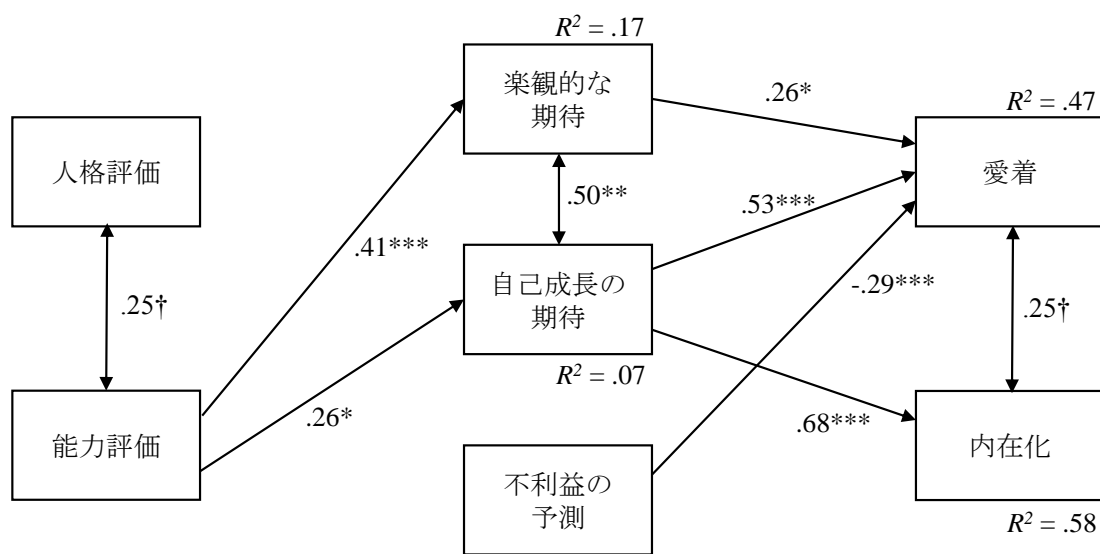 R² = .17
楽観的な
期待
.26*
R² = .47
人格評価
愛着
.50**
.53***
.41***
自己成長の
期待
-.29***
.25†
.25†
R² = .07
.26*
.68***
能力評価
内在化
不利益の
予測
R² = .58